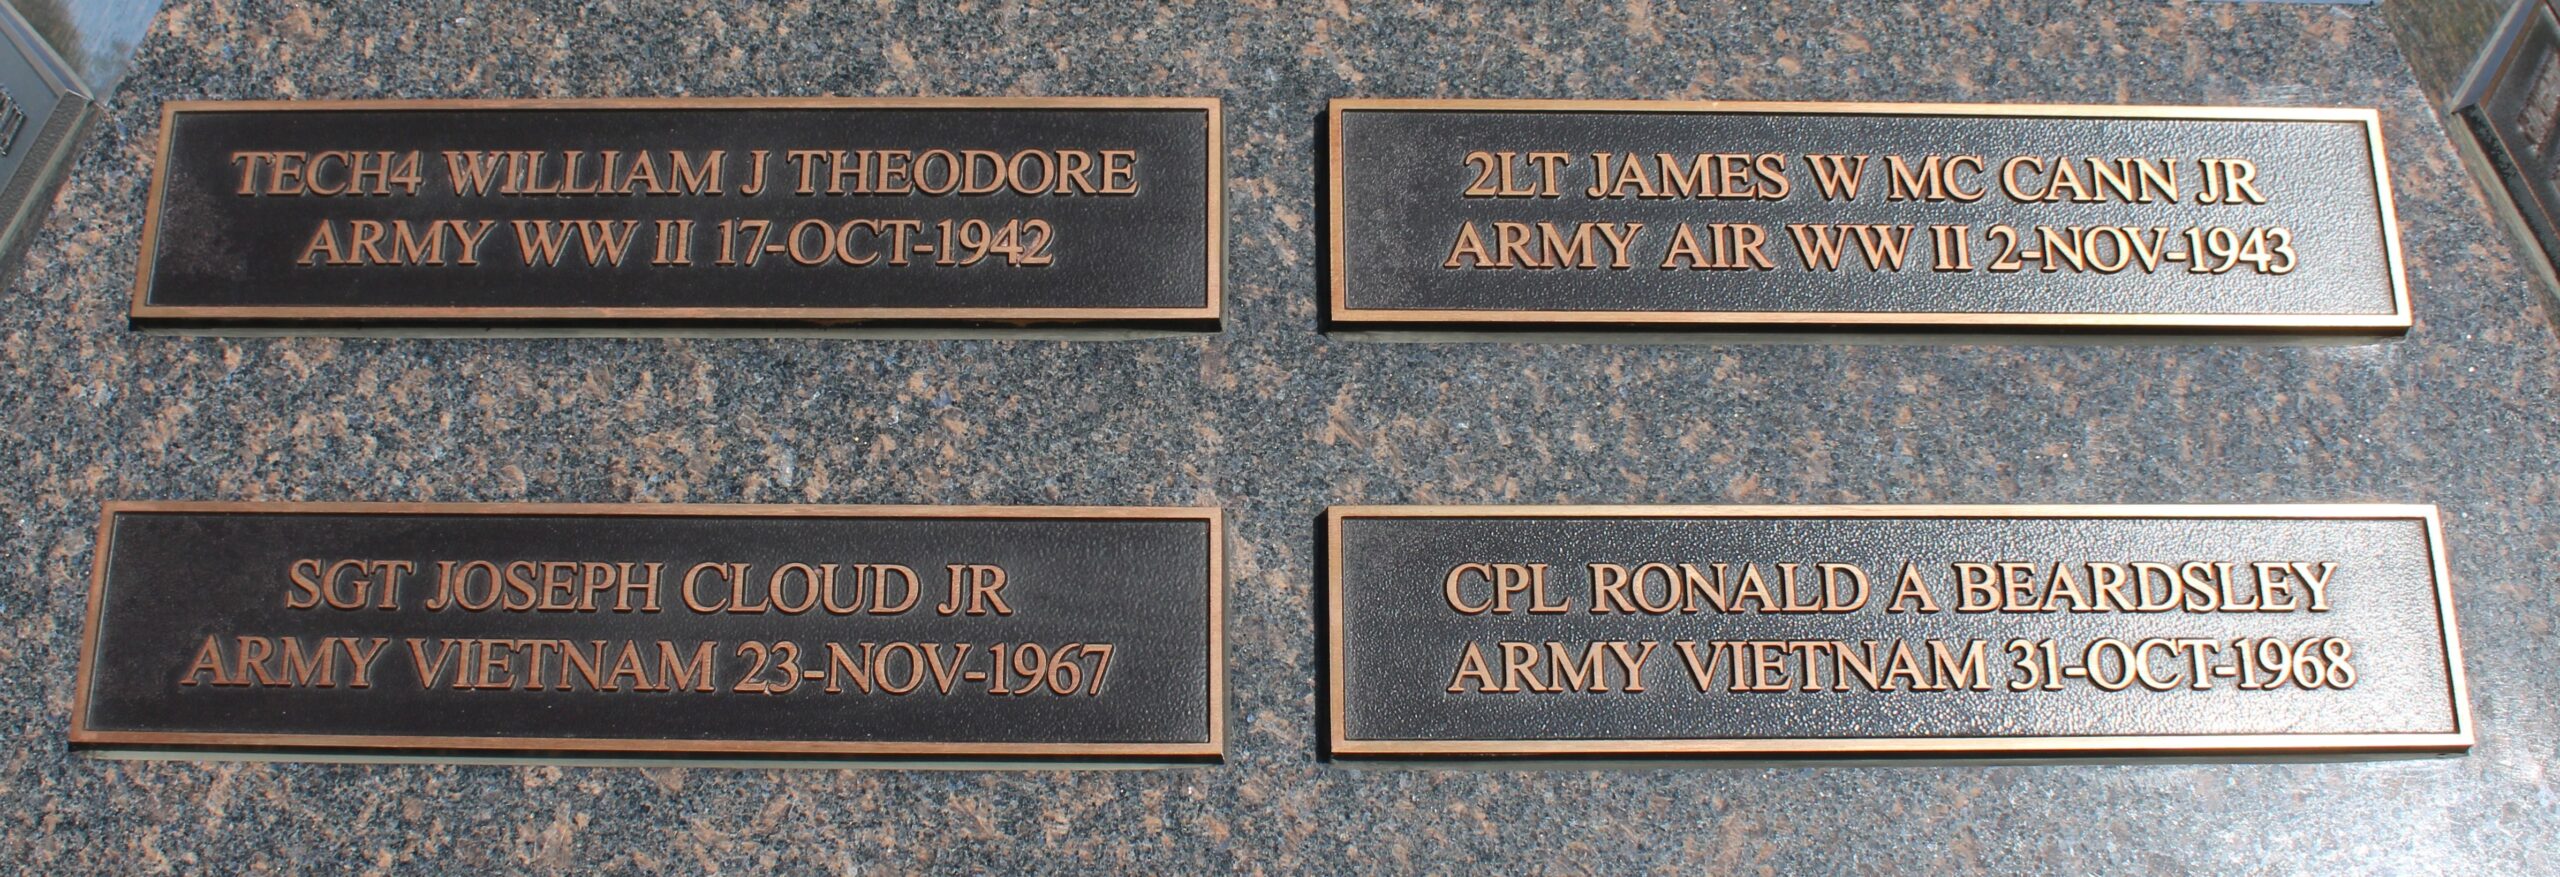 TECH4 WILLIAM J THEODORE
ARMY WW II 17-OCT-1942
2LT JAMES W MC CANN JR
ARMY AIR WW II 2-NOV-1943
SGT JOSEPH CLOUD JR
ARMY VIETNAM 23-NOV-1967
CPL RONALD A BEARDSLEY
ARMY VIETNAM 31-OCT-1968